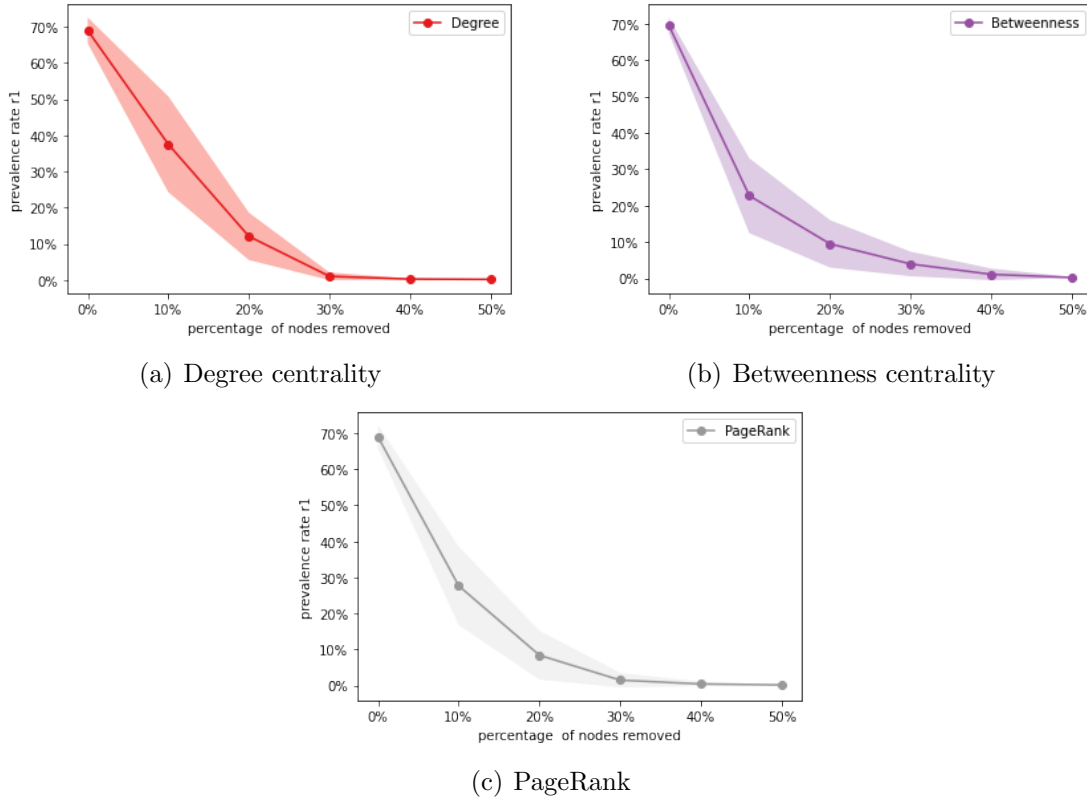 Degree
70%
60%
50%
40%
30%
20%
10%
0%
prevalence rate r1
0% 10% 20% 30% 40% 50%
percentage of nodes removed
(a) Degree centrality
Betweenness
70%
60%
50%
40%
30%
20%
10%
0%
prevalence rate r1
0% 10% 20% 30% 40% 50%
percentage of nodes removed
(b) Betweenness centrality
PageRank
70%
60%
50%
40%
30%
20%
10%
0%
prevalence rate r1
0% 10% 20% 30% 40% 50%
percentage of nodes removed
(c) PageRank